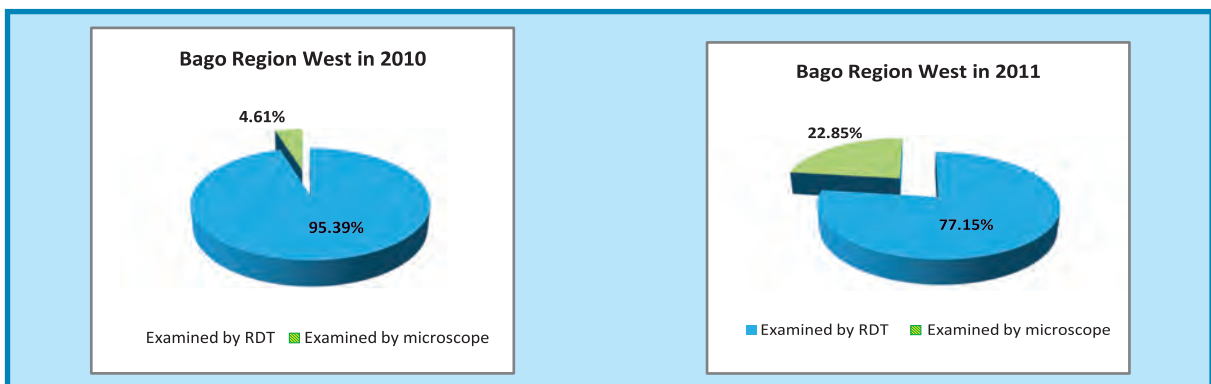 Bago Region West in 2010
4.61%
95.39%
Examined by RDT Examined by microscope
Bago Region West in 2011
22.85%
77.15%
Examined by RDT Examined by microscope